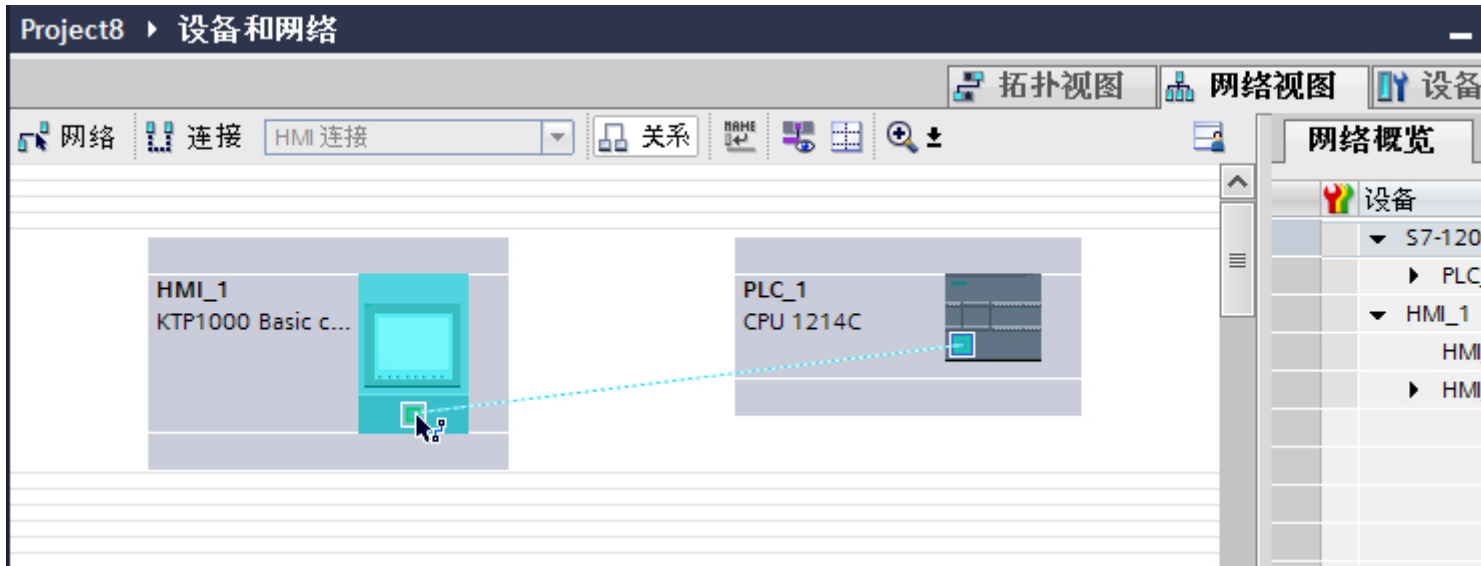 Project8 ▸ 设备和网络
拓扑视图 网络视图 设备
网络 连接 HMI 连接 关系
网络概览
设备
HMI_1
KTP1000 Basic c...
PLC_1
CPU 1214C
S7-120
PLC_
HMI_1
HMI
HMI